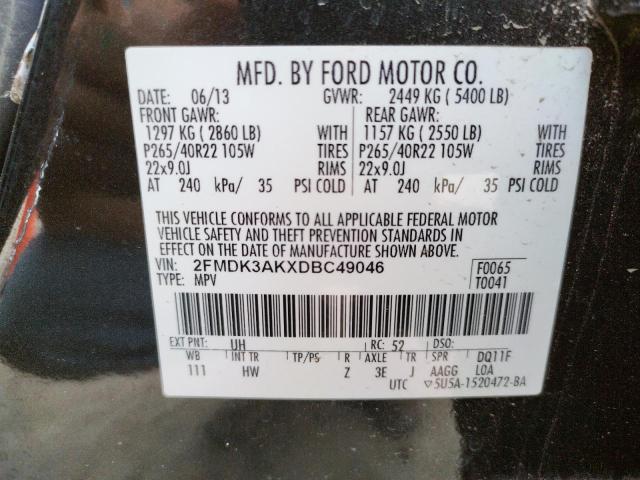 MFD. BY FORD MOTOR CO.
DATE: 06/13 GVWR: 2449 KG ( 5400 LB)
FRONT GAWR: REAR GAWR:
1297 KG ( 2860 LB) WITH 1157 KG ( 2550 LB) WITH
P265/40R22 105W TIRES P265/40R22 105W TIRES
22x9.0J RIMS 22x9.0J RIMS
AT 240 kPa/ 35 PSI COLD AT 240 kPa/ 35 PSI COLD
THIS VEHICLE CONFORMS TO ALL APPLICABLE FEDERAL MOTOR
VEHICLE SAFETY AND THEFT PREVENTION STANDARDS IN
EFFECT ON THE DATE OF MANUFACTURE SHOWN ABOVE.
VIN: 2FMDK3AKXDBC49046 F0065
TYPE: MPV T0041
EXT PNT: UH RC: 52 DSO:
WB INT TR TP/PS R AXLE TR SPR DQ11F
111 HW Z 3E J AAGG L0A
UTC ▽5U5A-1520472-BA